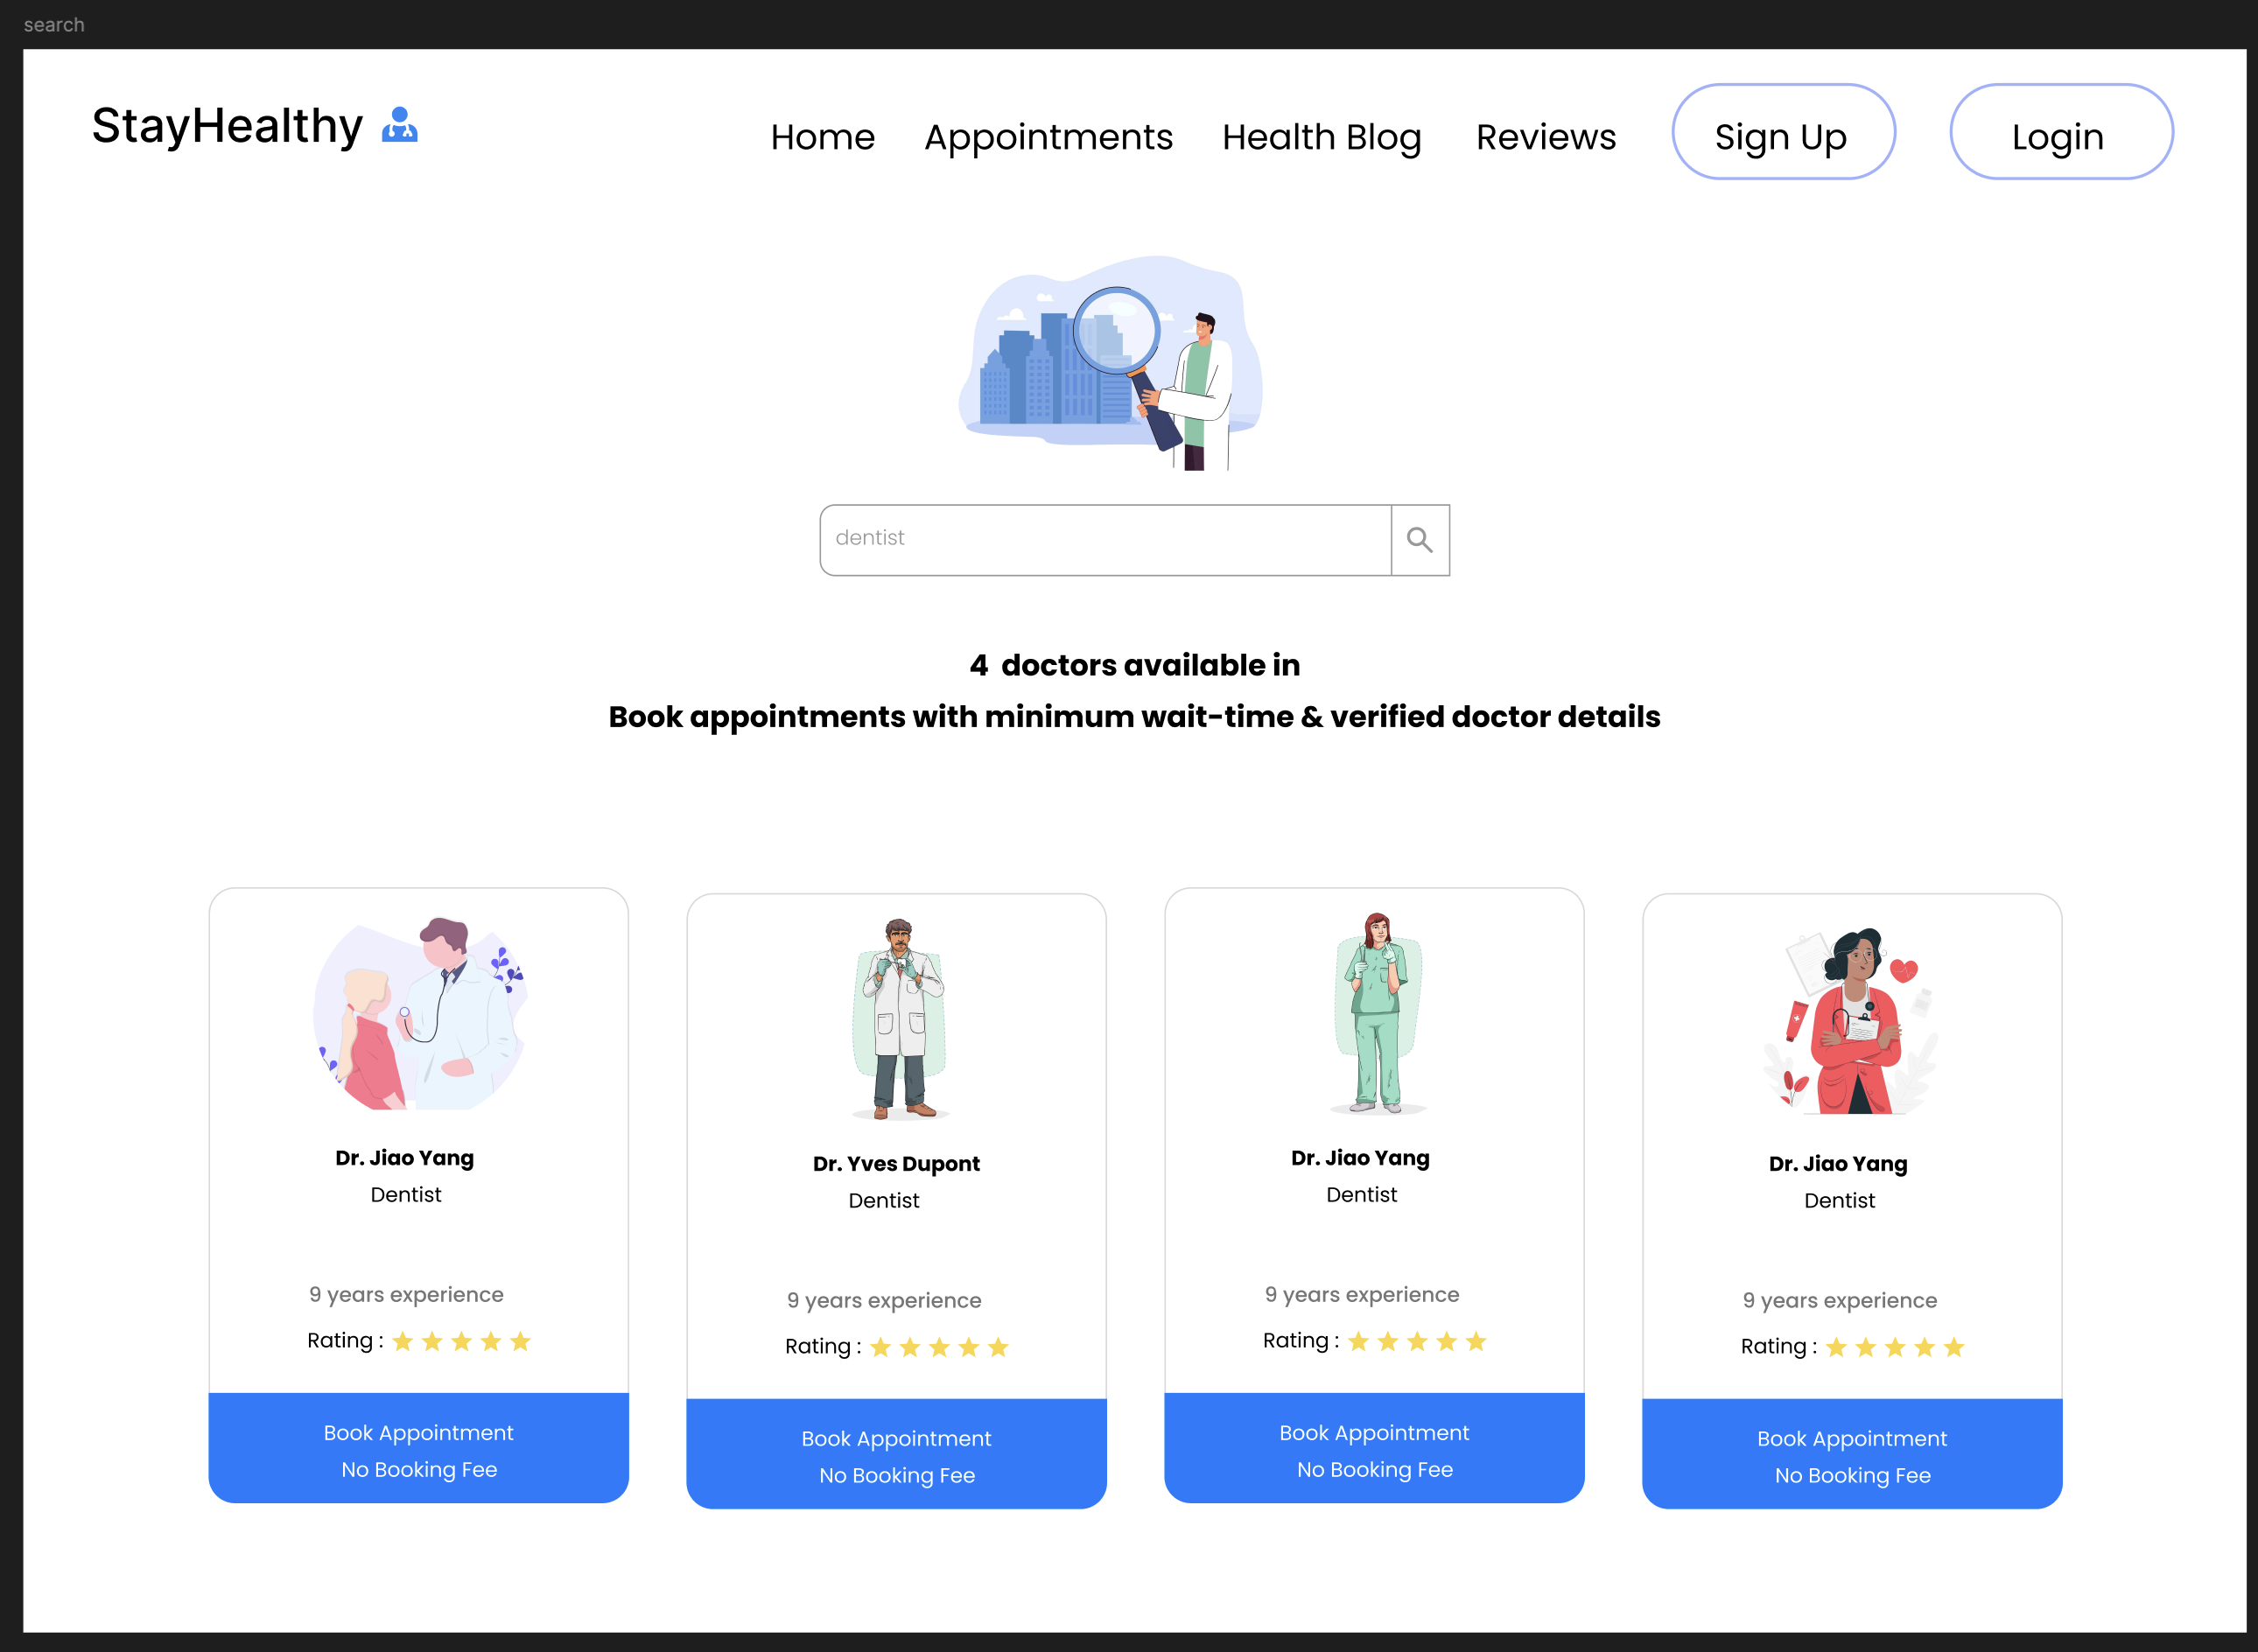 search
StayHealthy
Home Appointments Health Blog Reviews Sign Up Login
dentist
4 doctors available in
Book appointments with minimum wait-time & verified doctor details
Dr. Jiao Yang
Dentist
9 years experience
Rating :
Book Appointment
No Booking Fee
Dr. Yves Dupont
Dentist
9 years experience
Rating :
Book Appointment
No Booking Fee
Dr. Jiao Yang
Dentist
9 years experience
Rating :
Book Appointment
No Booking Fee
Dr. Jiao Yang
Dentist
9 years experience
Rating :
Book Appointment
No Booking Fee